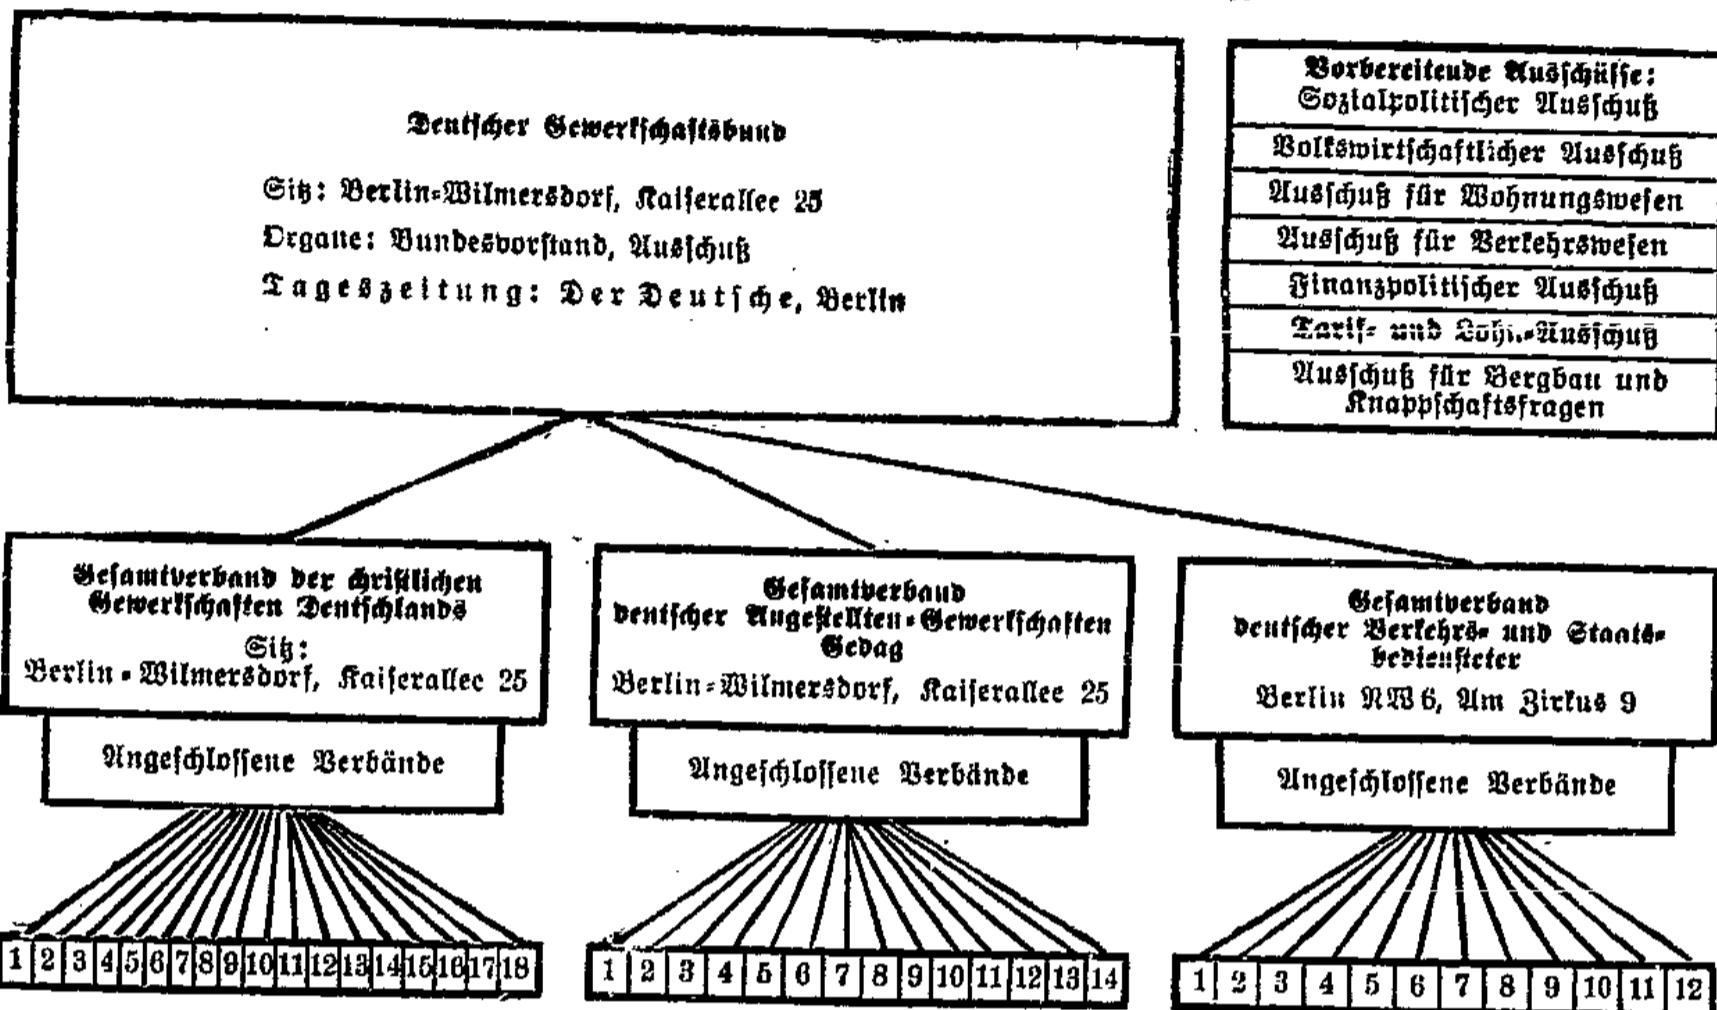 Deutscher Gewerkschaftsbund
Sitz: Berlin-Wilmersdorf, Kaiserallee 25
Organe: Bundesvorstand, Ausschuß
Tageszeitung: Der Deutsche, Berlin
Vorbereitende Ausschüsse:
Sozialpolitischer Ausschuß
Volkswirtschaftlicher Ausschuß
Ausschuß für Wohnungswesen
Ausschuß für Verkehrswesen
Finanzpolitischer Ausschuß
Tarif- und Lohn-Ausschuß
Ausschuß für Bergbau und
Knappschaftsfragen
Gesamtverband der christlichen
Gewerkschaften Deutschlands
Sitz:
Berlin-Wilmersdorf, Kaiserallee 25
Angeschlossene Verbände
1 2 3 4 5 6 7 8 9 10 11 12 13 14 15 16 17 18
Gesamtverband
deutscher Angestellten-Gewerkschaften
Gedag
Berlin-Wilmersdorf, Kaiserallee 25
Angeschlossene Verbände
1 2 3 4 5 6 7 8 9 10 11 12 13 14
Gesamtverband
deutscher Verkehrs- und Staats-
bediensteter
Berlin NW 6, Am Zirkus 9
Angeschlossene Verbände
1 2 3 4 5 6 7 8 9 10 11 12